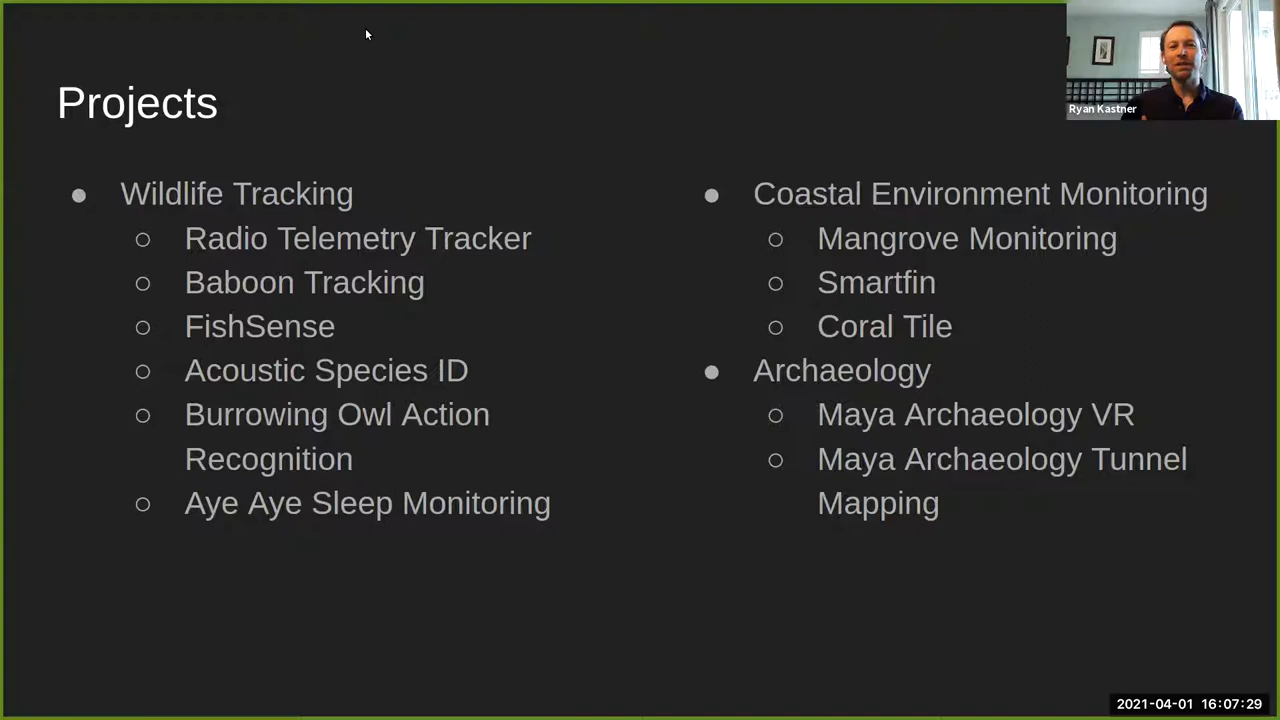 Projects
Ryan Kastner
● Wildlife Tracking
○ Radio Telemetry Tracker
○ Baboon Tracking
○ FishSense
○ Acoustic Species ID
○ Burrowing Owl Action
Recognition
○ Aye Aye Sleep Monitoring
● Coastal Environment Monitoring
○ Mangrove Monitoring
○ Smartfin
○ Coral Tile
● Archaeology
○ Maya Archaeology VR
○ Maya Archaeology Tunnel
Mapping
2021-04-01 16:07:29